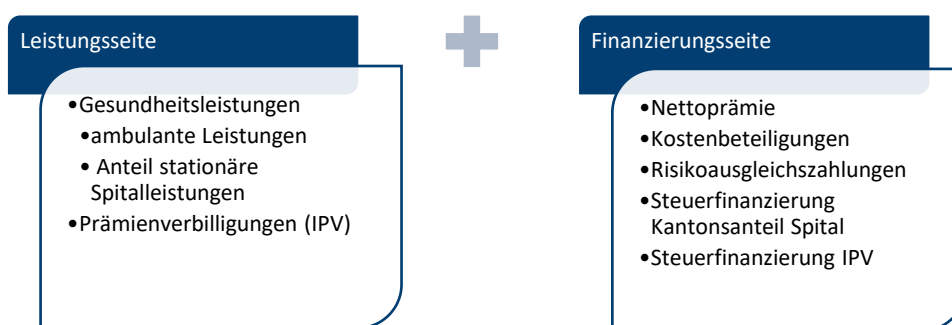 Leistungsseite
•Gesundheitsleistungen
•ambulante Leistungen
• Anteil stationäre
Spitalleistungen
•Prämienverbilligungen (IPV)
Finanzierungsseite
•Nettoprämie
•Kostenbeteiligungen
•Risikoausgleichszahlungen
•Steuerfinanzierung
Kantonsanteil Spital
•Steuerfinanzierung IPV